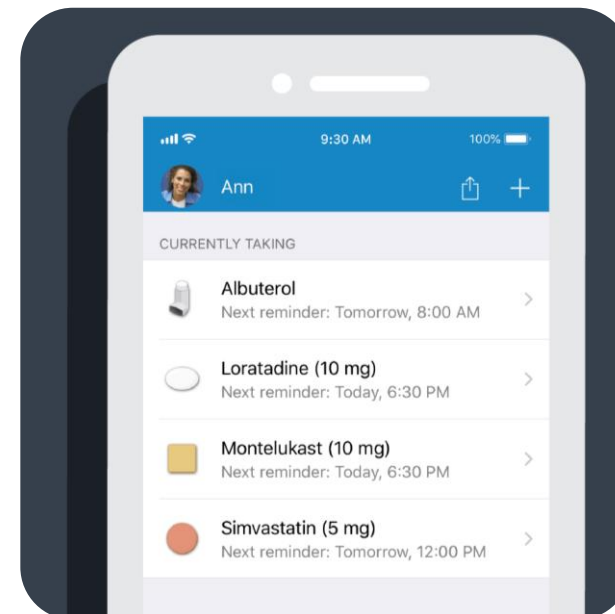 9:30 AM 100%
Ann
CURRENTLY TAKING
Albuterol
Next reminder: Tomorrow, 8:00 AM
Loratadine (10 mg)
Next reminder: Today, 6:30 PM
Montelukast (10 mg)
Next reminder: Today, 6:30 PM
Simvastatin (5 mg)
Next reminder: Tomorrow, 12:00 PM